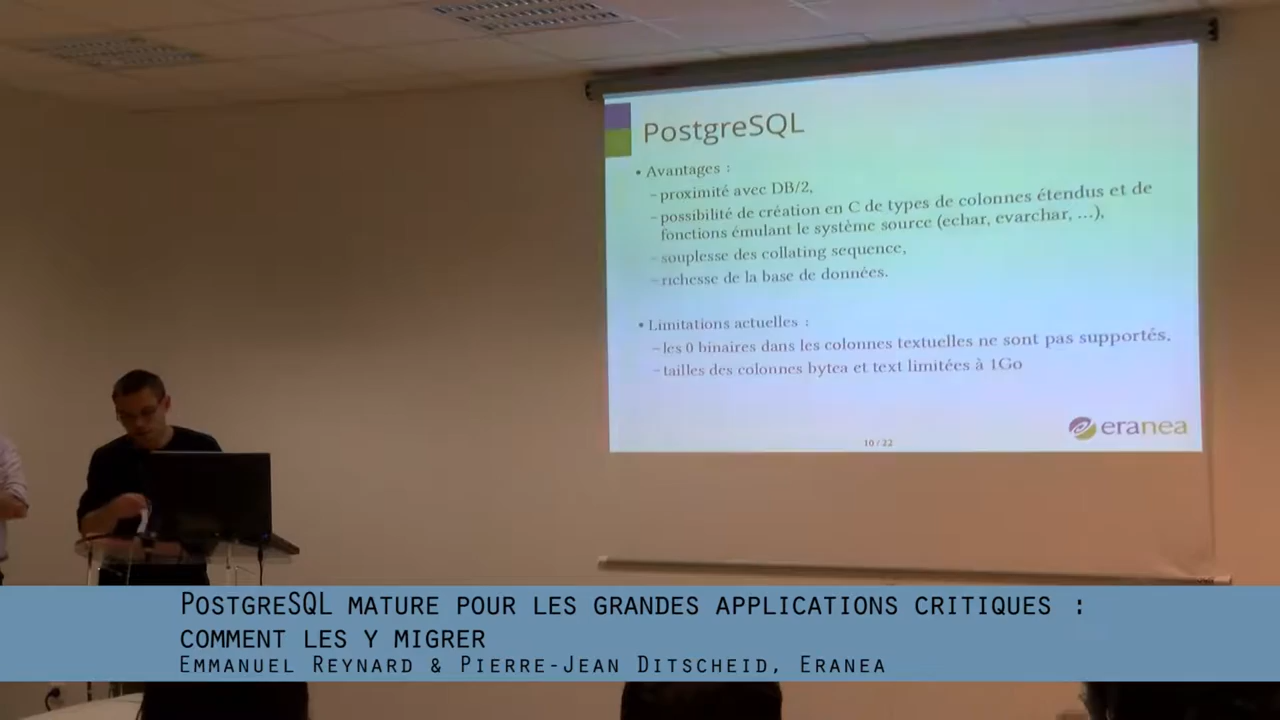 PostgreSQL
• Avantages :
– proximité avec DB/2,
– possibilité de création en C de types de colonnes étendus et de
fonctions émulant le système source (echar, evarchar, ...),
– souplesse des collating sequence,
– richesse de la base de données.
• Limitations actuelles :
– les 0 binaires dans les colonnes textuelles ne sont pas supportés.
– tailles des colonnes bytea et text limitées à 1Go
eranea
10 / 22
PostgreSQL mature pour les grandes applications critiques :
comment les y migrer
Emmanuel Reynard & Pierre-Jean Ditscheid, Eranea